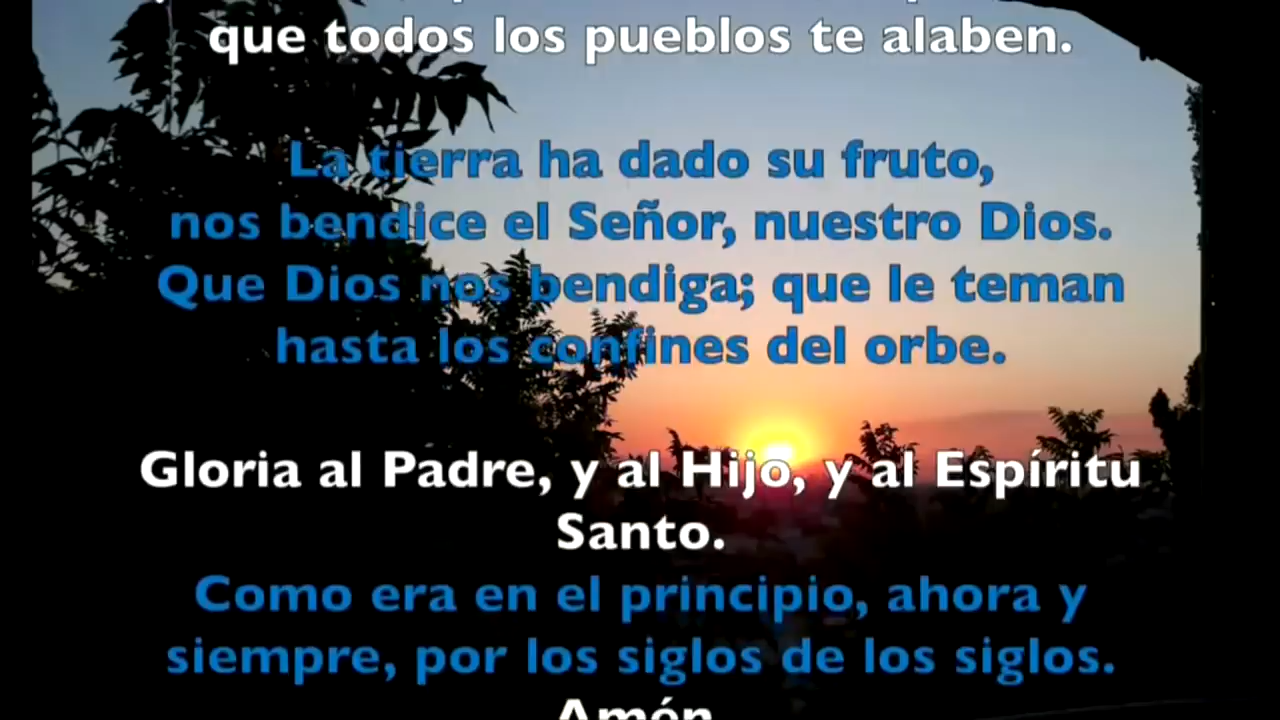 que todos los pueblos te alaben.
La tierra ha dado su fruto,
nos bendice el Señor, nuestro Dios.
Que Dios nos bendiga; que le teman
hasta los confines del orbe.
Gloria al Padre, y al Hijo, y al Espíritu
Santo.
Como era en el principio, ahora y
siempre, por los siglos de los siglos.
Amén